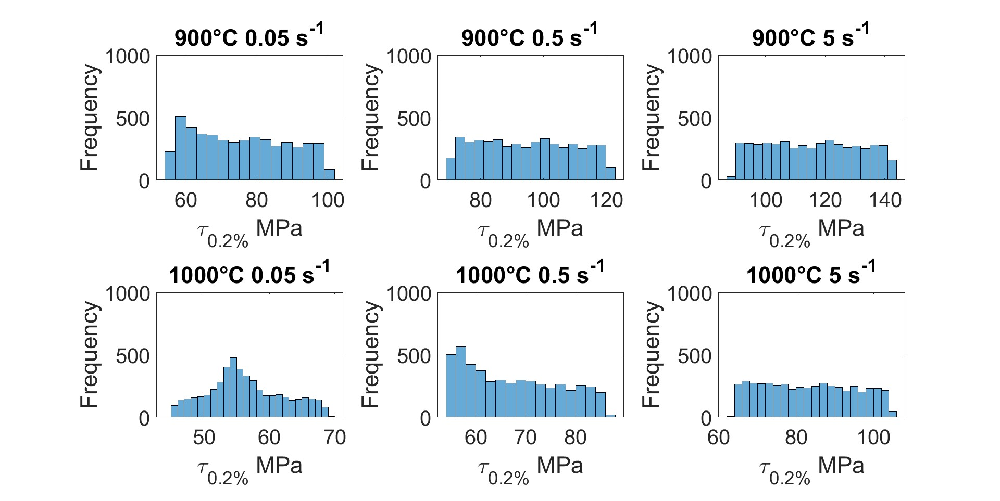 900°C 0.05 s-1
1000
500
0
Frequency
60 80 100
τ0.2% MPa
900°C 0.5 s-1
1000
500
0
Frequency
80 100 120
τ0.2% MPa
900°C 5 s-1
1000
500
0
Frequency
100 120 140
τ0.2% MPa
1000°C 0.05 s-1
1000
500
0
Frequency
50 60 70
τ0.2% MPa
1000°C 0.5 s-1
1000
500
0
Frequency
60 70 80
τ0.2% MPa
1000°C 5 s-1
1000
500
0
Frequency
60 80 100
τ0.2% MPa